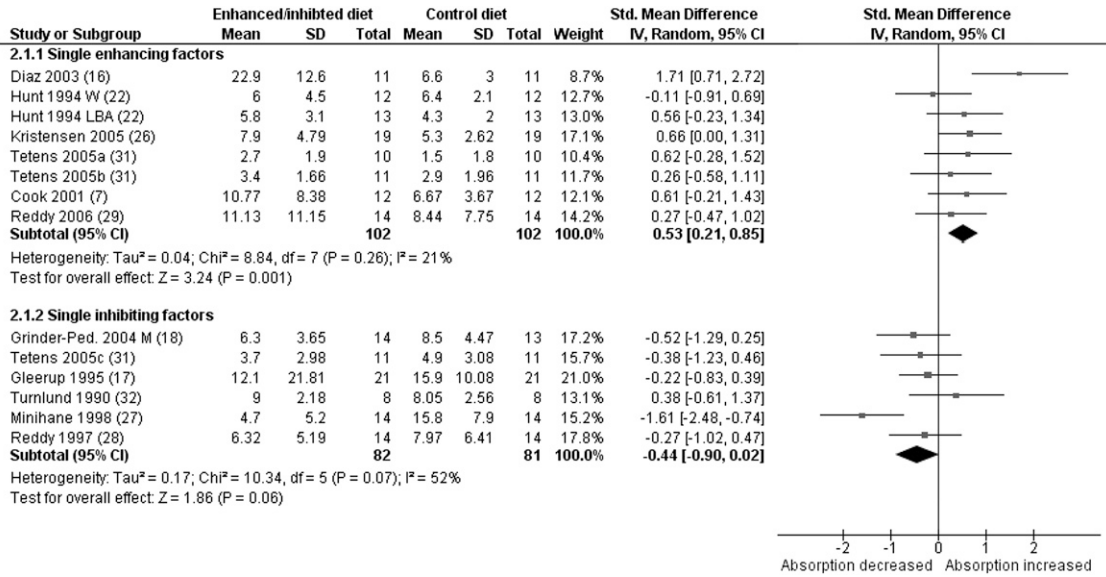 Enhanced/inhibted diet Control diet Std. Mean Difference Std. Mean Difference
Study or Subgroup Mean SD Total Mean SD Total Weight IV, Random, 95% CI IV, Random, 95% CI
2.1.1 Single enhancing factors
Diaz 2003 (16) 22.9 12.6 11 6.6 3 11 8.7% 1.71 [0.71, 2.72]
Hunt 1994 W (22) 6 4.5 12 6.4 2.1 12 12.7% -0.11 [-0.91, 0.69]
Hunt 1994 LBA (22) 5.8 3.1 13 4.3 2 13 13.0% 0.56 [-0.23, 1.34]
Kristensen 2005 (26) 7.9 4.79 19 5.3 2.62 19 17.1% 0.66 [0.00, 1.31]
Tetens 2005a (31) 2.7 1.9 10 1.5 1.8 10 10.4% 0.62 [-0.28, 1.52]
Tetens 2005b (31) 3.4 1.66 11 2.9 1.96 11 11.7% 0.26 [-0.58, 1.11]
Cook 2001 (7) 10.77 8.38 12 6.67 3.67 12 12.1% 0.61 [-0.21, 1.43]
Reddy 2006 (29) 11.13 11.15 14 8.44 7.75 14 14.2% 0.27 [-0.47, 1.02]
Subtotal (95% CI) 102 102 100.0% 0.53 [0.21, 0.85]
Heterogeneity: Tau² = 0.04; Chi² = 8.84, df = 7 (P = 0.26); I² = 21%
Test for overall effect: Z = 3.24 (P = 0.001)
2.1.2 Single inhibiting factors
Grinder-Ped. 2004 M (18) 6.3 3.65 14 8.5 4.47 13 17.2% -0.52 [-1.29, 0.25]
Tetens 2005c (31) 3.7 2.98 11 4.9 3.08 11 15.7% -0.38 [-1.23, 0.46]
Gleerup 1995 (17) 12.1 21.81 21 15.9 10.08 21 21.0% -0.22 [-0.83, 0.39]
Turnlund 1990 (32) 9 2.18 8 8.05 2.56 8 13.1% 0.38 [-0.61, 1.37]
Minihane 1998 (27) 4.7 5.2 14 15.8 7.9 14 15.2% -1.61 [-2.48, -0.74]
Reddy 1997 (28) 6.32 5.19 14 7.97 6.41 14 17.8% -0.27 [-1.02, 0.47]
Subtotal (95% CI) 82 81 100.0% -0.44 [-0.90, 0.02]
Heterogeneity: Tau² = 0.17; Chi² = 10.34, df = 5 (P = 0.07); I² = 52%
Test for overall effect: Z = 1.86 (P = 0.06)
-2 -1 0 1 2
Absorption decreased Absorption increased